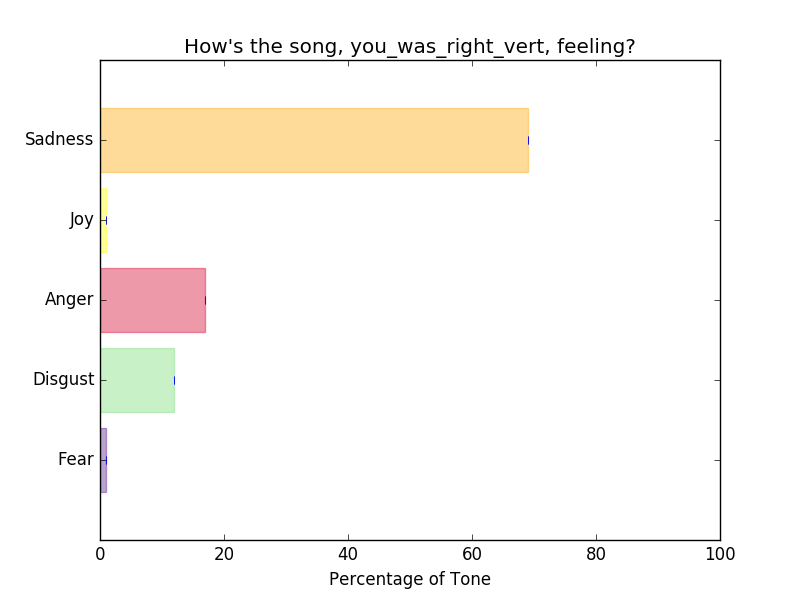 How's the song, you_was_right_vert, feeling?
Sadness
Joy
Anger
Disgust
Fear
0 20 40 60 80 100
Percentage of Tone